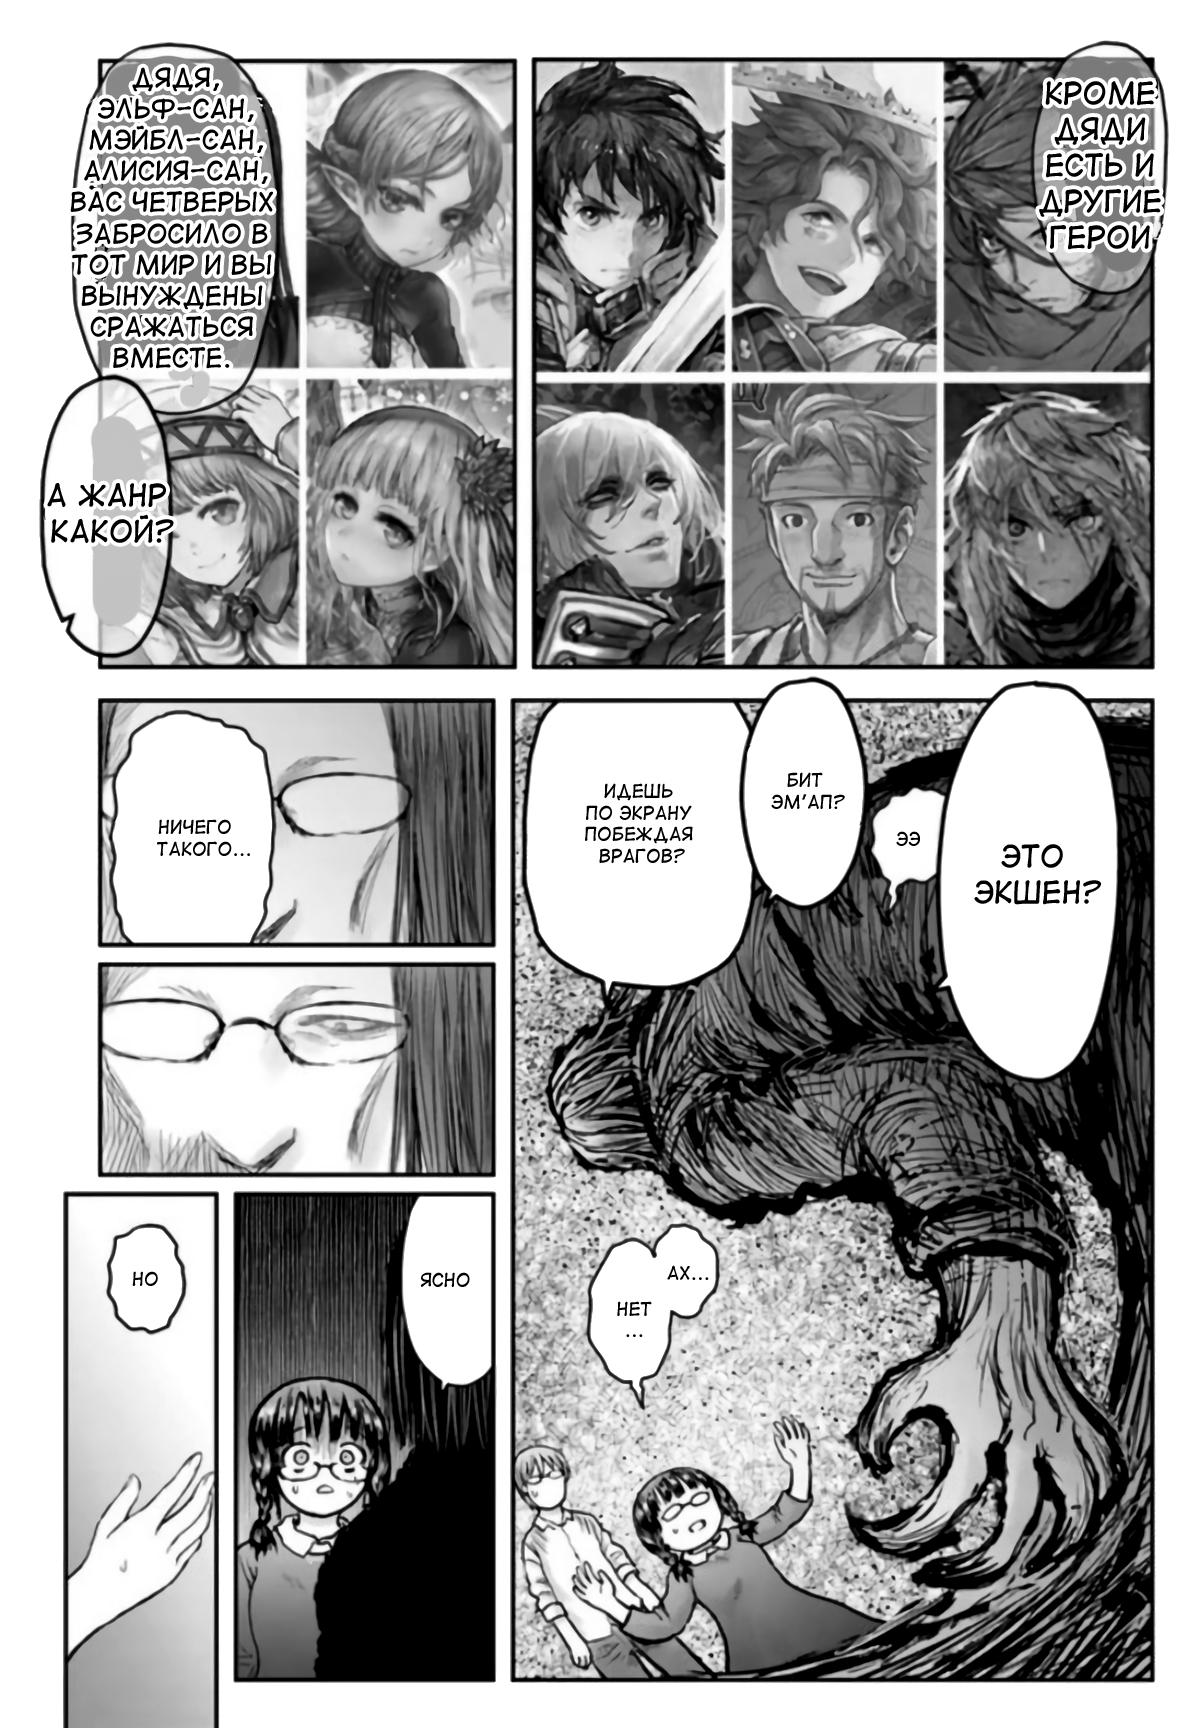 КРОМЕ
ДЯДИ
ЕСТЬ И
ДРУГИЕ
ГЕРОИ
ДЯДЯ,
ЭЛЬФ-САН,
МЭЙБЛ-САН,
АЛИСИЯ-САН,
ВАС ЧЕТВЕРЫХ
ЗАБРОСИЛО В
ТОТ МИР И ВЫ
ВЫНУЖДЕНЫ
СРАЖАТЬСЯ
ВМЕСТЕ.
А ЖАНР
КАКОЙ?
ЭТО
ЭКШЕН?
ЭЭ
БИТ
ЭМ'АП?
ИДЕШЬ
ПО ЭКРАНУ
ПОБЕЖДАЯ
ВРАГОВ?
АХ...
НЕТ
...
НИЧЕГО
ТАКОГО...
ЯСНО
НО